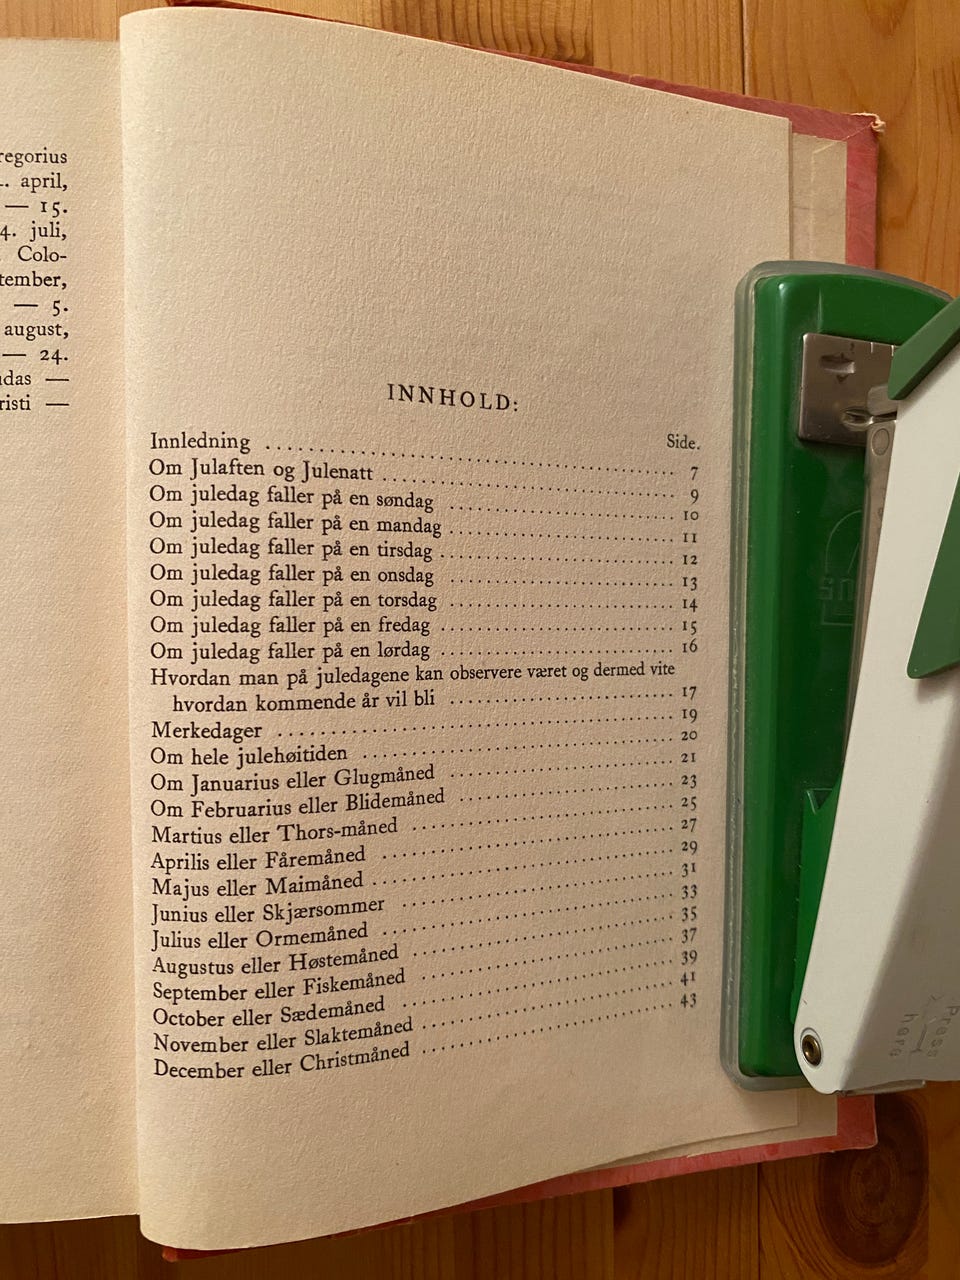 regorius
. april,
— 15.
4. juli,
Colo-
tember,
— 5.
august,
— 24.
das —
risti —
INNHOLD:
Side.
Innledning ........ 7
Om Julaften og Julenatt ........ 9
Om juledag faller på en søndag ........ 10
Om juledag faller på en mandag ........ 11
Om juledag faller på en tirsdag ........ 12
Om juledag faller på en onsdag ........ 13
Om juledag faller på en torsdag ........ 14
Om juledag faller på en fredag ........ 15
Om juledag faller på en lørdag ........ 16
Hvordan man på juledagene kan observere været og dermed vite
hvordan kommende år vil bli ........ 17
Merkedager ........ 19
Om hele julehøitiden ........ 20
Om Januarius eller Glugmåned ........ 21
Om Februarius eller Blidemåned ........ 23
Martius eller Thors-måned ........ 25
Aprilis eller Fåremåned ........ 27
Majus eller Maimåned ........ 29
Junius eller Skjærsommer ........ 31
Julius eller Ormemåned ........ 33
Augustus eller Høstemåned ........ 35
September eller Fiskemåned ........ 37
October eller Sædemåned ........ 39
November eller Slaktemåned ........ 41
December eller Christmåned ........ 43
Press
here